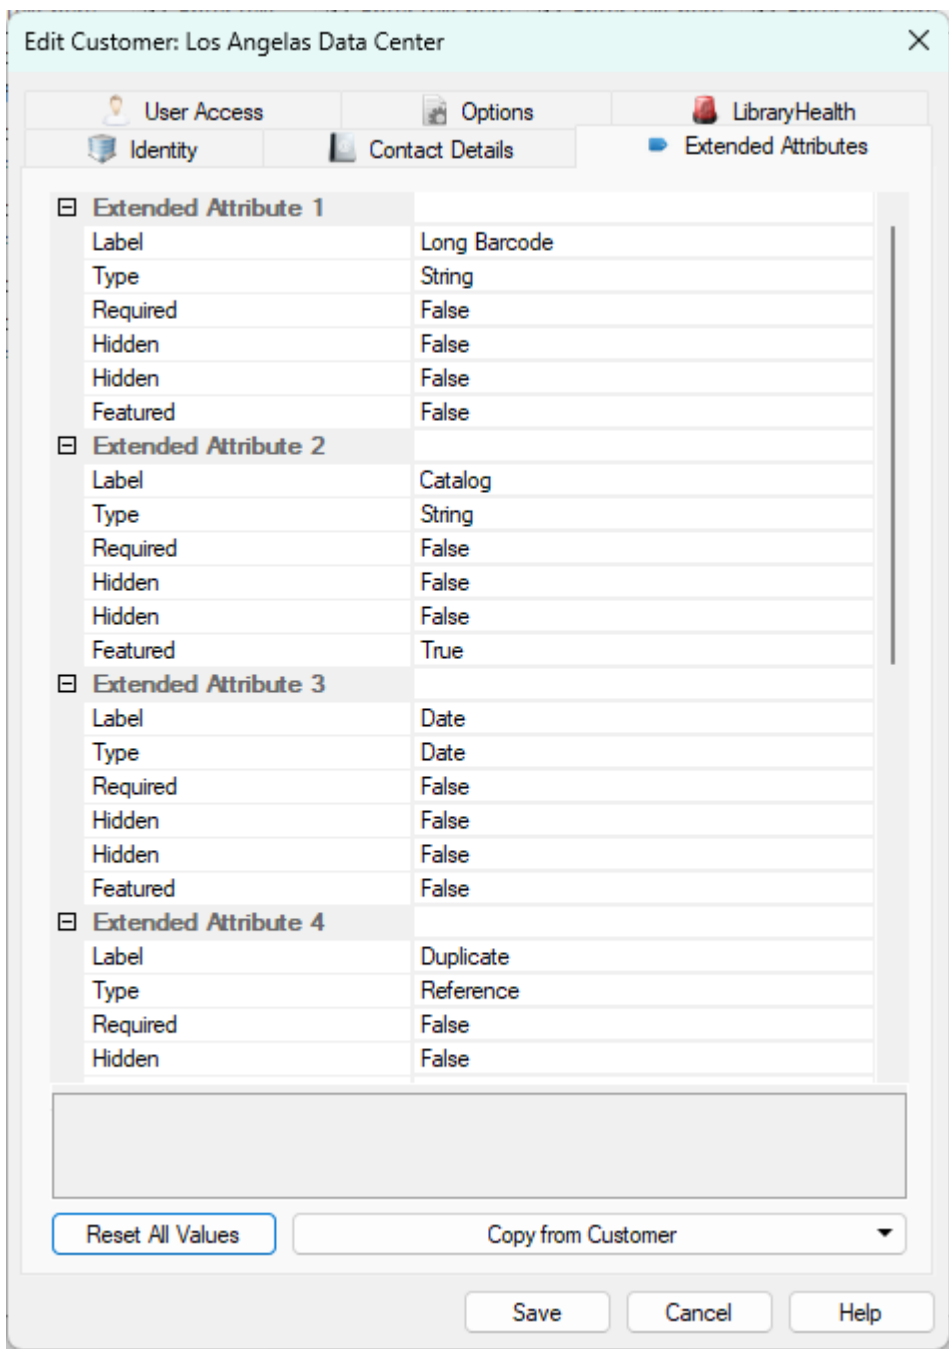 Edit Customer: Los Angelas Data Center
User Access Options LibraryHealth
Identity Contact Details Extended Attributes
Extended Attribute 1
Label Long Barcode
Type String
Required False
Hidden False
Hidden False
Featured False
Extended Attribute 2
Label Catalog
Type String
Required False
Hidden False
Hidden False
Featured True
Extended Attribute 3
Label Date
Type Date
Required False
Hidden False
Hidden False
Featured False
Extended Attribute 4
Label Duplicate
Type Reference
Required False
Hidden False
Reset All Values Copy from Customer
Save Cancel Help